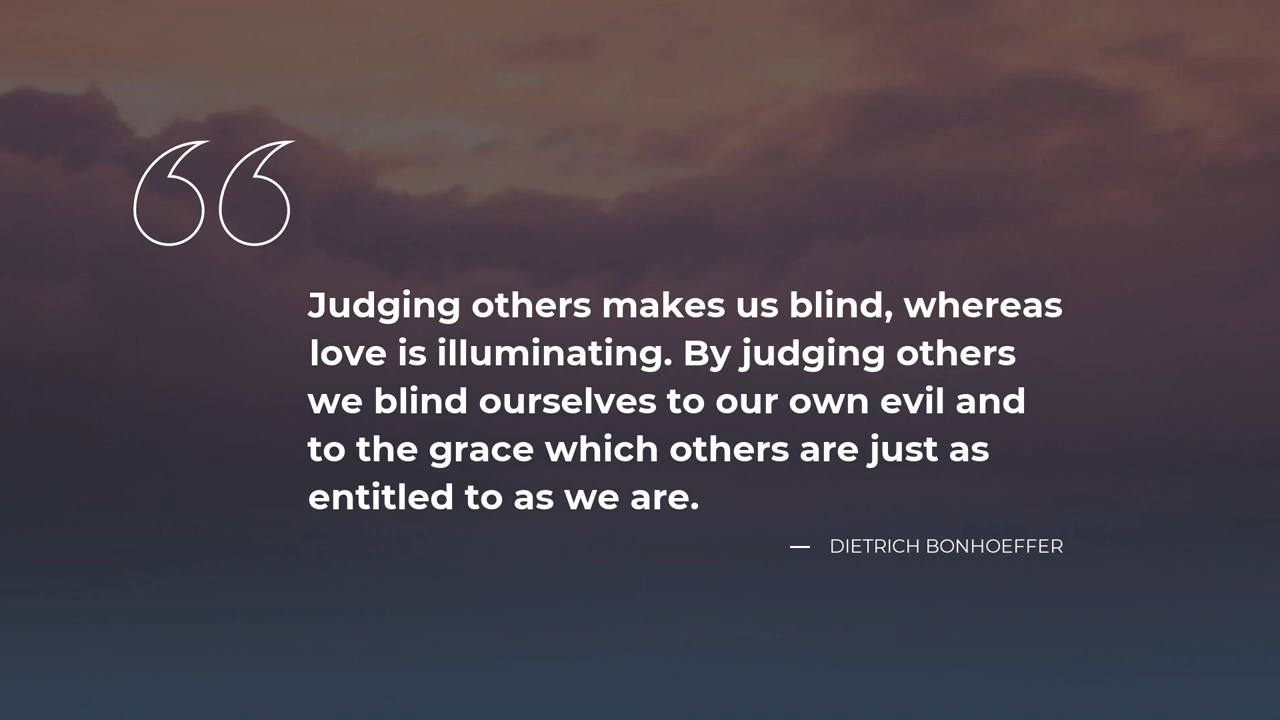 “
Judging others makes us blind, whereas
love is illuminating. By judging others
we blind ourselves to our own evil and
to the grace which others are just as
entitled to as we are.
— DIETRICH BONHOEFFER